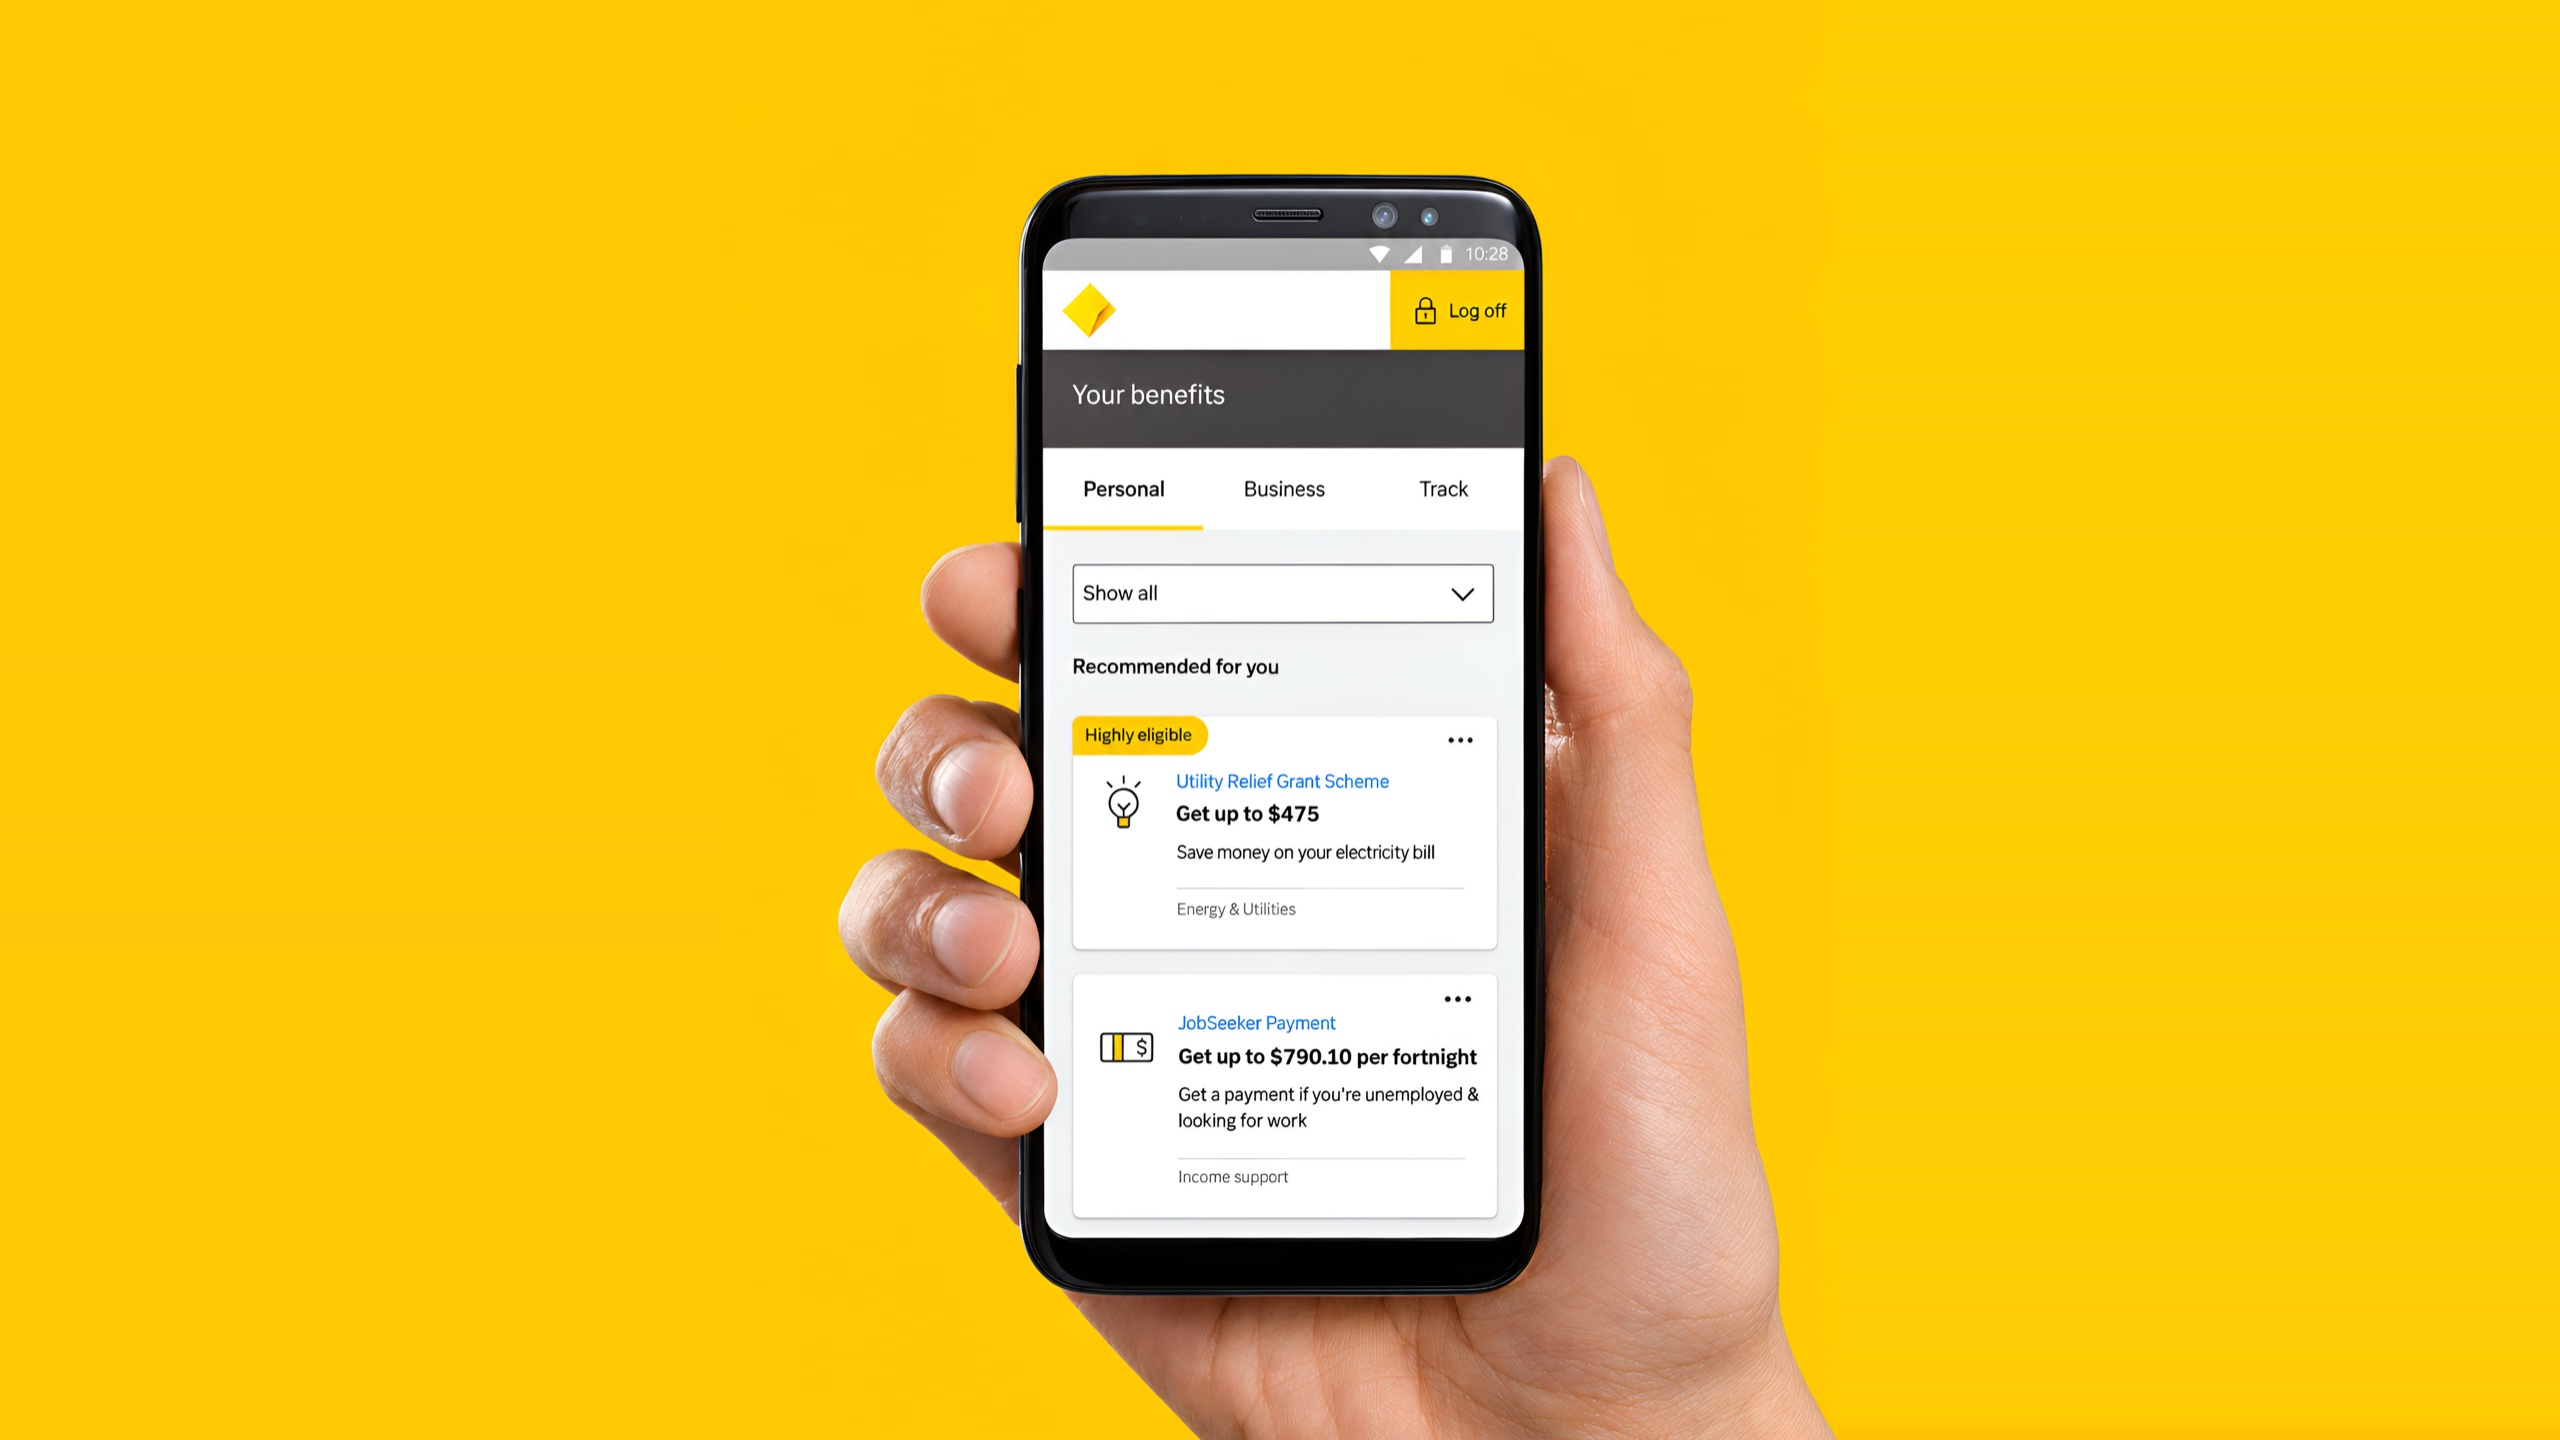 10:28
Log off
Your benefits
Personal Business Track
Show all
Recommended for you
Highly eligible
Utility Relief Grant Scheme
Get up to $475
Save money on your electricity bill
Energy & Utilities
JobSeeker Payment
$
Get up to $790.10 per fortnight
Get a payment if you're unemployed &
looking for work
Income support